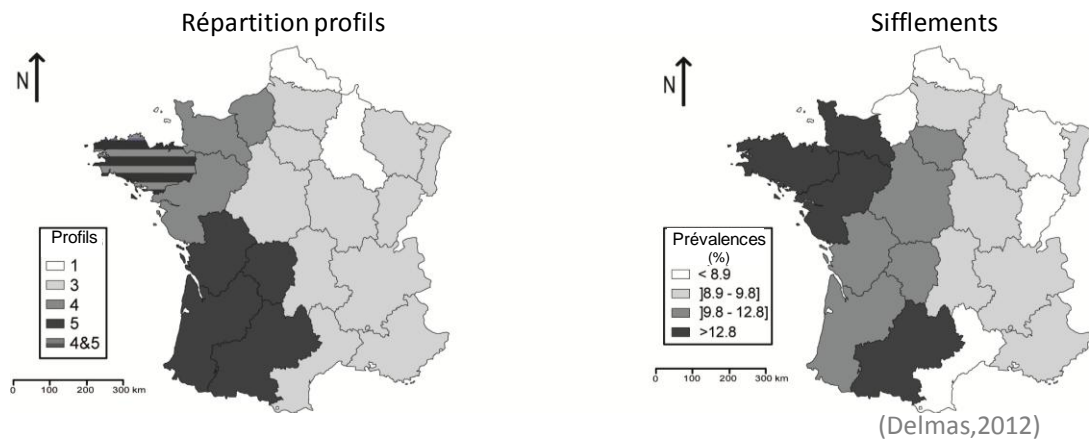 Répartition profils
N
Profils
1
3
4
5
4&5
0 100 200 300 km
Sifflements
N
Prévalences
(%)
< 8.9
]8.9 - 9.8]
]9.8 - 12.8]
>12.8
0 100 200 300 km
(Delmas,2012)